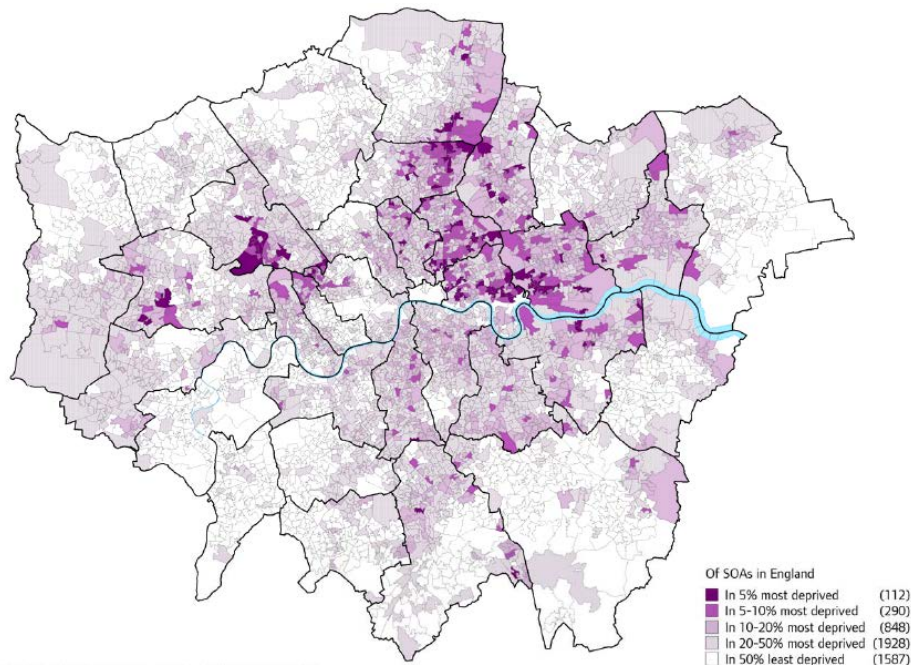 Of SOAs in England
In 5% most deprived (112)
In 5-10% most deprived (290)
In 10-20% most deprived (848)
In 20-50% most deprived (1928)
In 50% least deprived (1587)